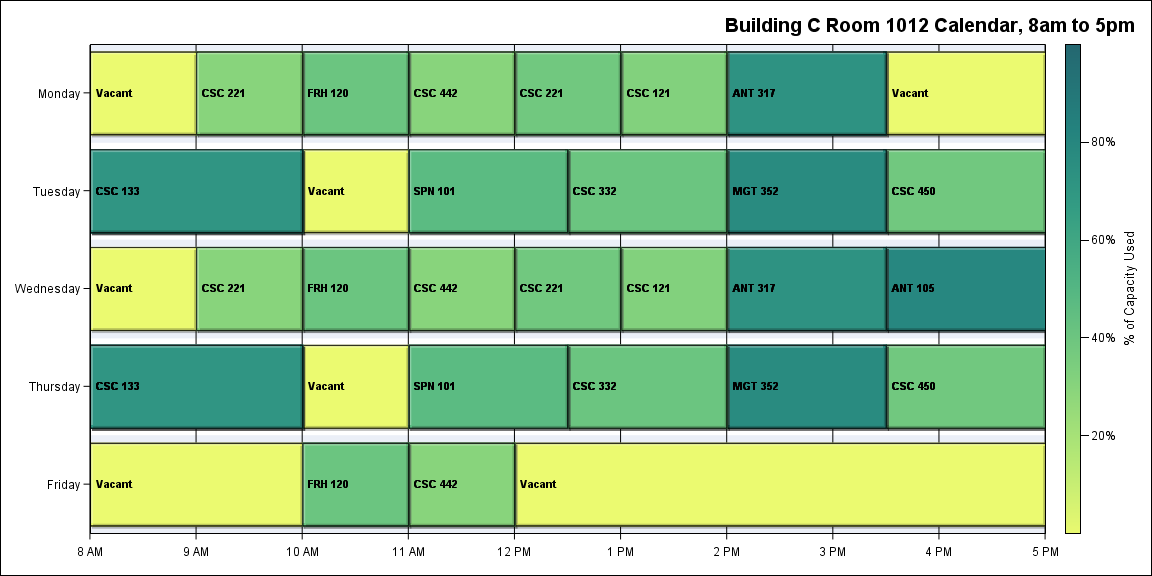 Building C Room 1012 Calendar, 8am to 5pm
Monday
Vacant
CSC 221
FRH 120
CSC 442
CSC 221
CSC 121
ANT 317
Vacant
Tuesday
CSC 133
Vacant
SPN 101
CSC 332
MGT 352
CSC 450
Wednesday
Vacant
CSC 221
FRH 120
CSC 442
CSC 221
CSC 121
ANT 317
ANT 105
Thursday
CSC 133
Vacant
SPN 101
CSC 332
MGT 352
CSC 450
Friday
Vacant
FRH 120
CSC 442
Vacant
8 AM
9 AM
10 AM
11 AM
12 PM
1 PM
2 PM
3 PM
4 PM
5 PM
80%
60%
40%
20%
% of Capacity Used